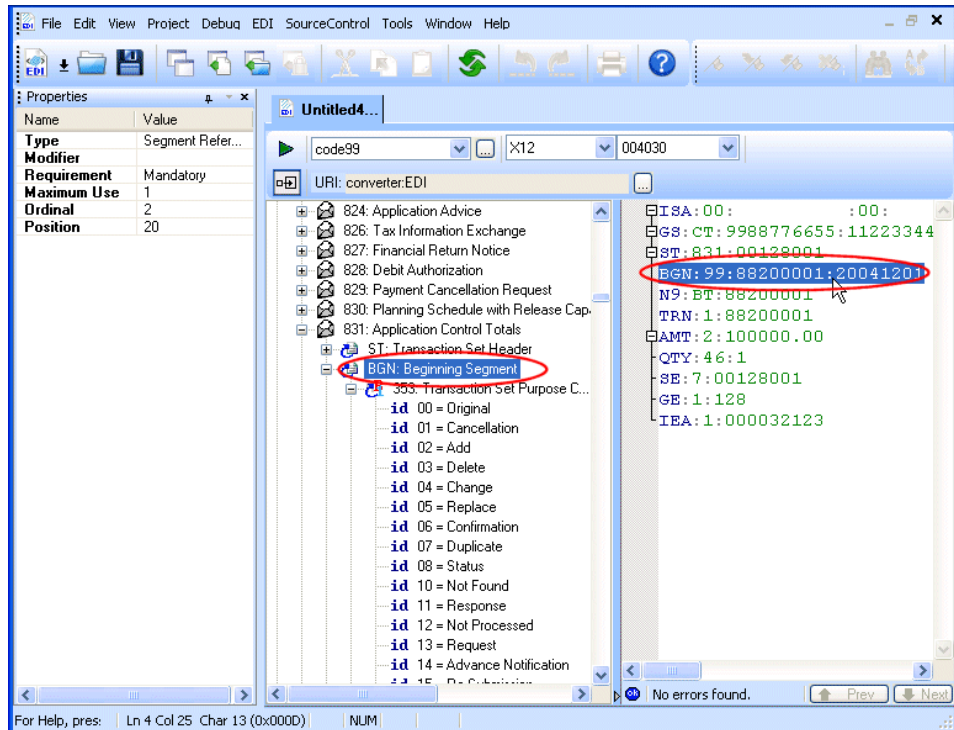 File Edit View Project Debug EDI SourceControl Tools Window Help
EDI
Properties
Name Value
Type Segment Refer...
Modifier
Requirement Mandatory
Maximum Use 1
Ordinal 2
Position 20
Untitled4...
code99 ... X12 004030
URI: converter:EDI ...
824: Application Advice
826: Tax Information Exchange
827: Financial Return Notice
828: Debit Authorization
829: Payment Cancellation Request
830: Planning Schedule with Release Cap
831: Application Control Totals
ST: Transaction Set Header
BGN: Beginning Segment
353: Transaction Set Purpose C...
id 00 = Original
id 01 = Cancellation
id 02 = Add
id 03 = Delete
id 04 = Change
id 05 = Replace
id 06 = Confirmation
id 07 = Duplicate
id 08 = Status
id 10 = Not Found
id 11 = Response
id 12 = Not Processed
id 13 = Request
id 14 = Advance Notification
ISA:00: :00:
GS:CT:9988776655:11223344
ST:831:00128001
BGN:99:88200001:20041201
N9:BT:88200001
TRN:1:88200001
AMT:2:100000.00
QTY:46:1
SE:7:00128001
GE:1:128
IEA:1:000032123
No errors found. Prev Next
For Help, pres: Ln 4 Col 25 Char 13 (0x000D) NUM